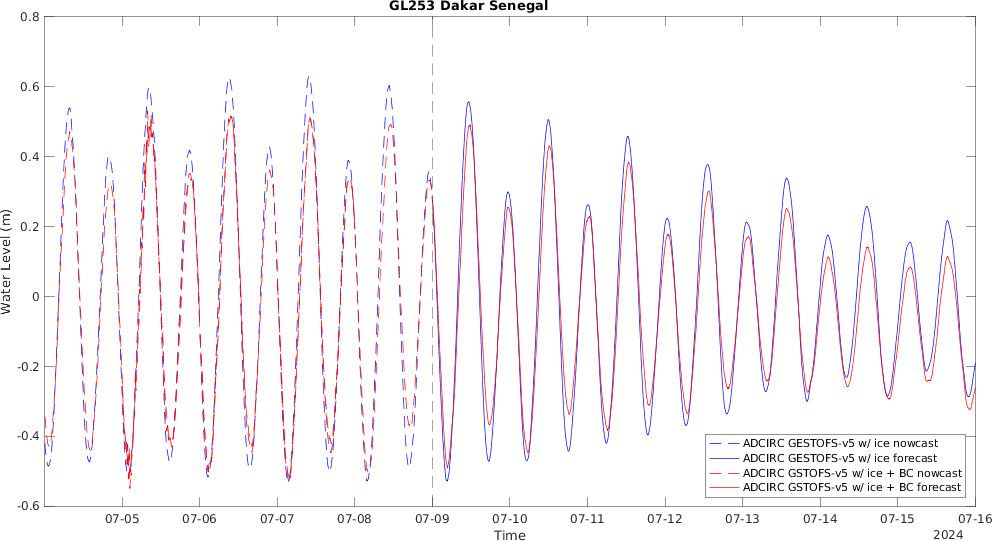 GL253 Dakar Senegal
0.8
0.6
0.4
0.2
0
-0.2
-0.4
-0.6
Water Level (m)
07-05 07-06 07-07 07-08 07-09 07-10 07-11 07-12 07-13 07-14 07-15 07-16
Time
2024
ADCIRC GESTOFS-v5 w/ ice nowcast
ADCIRC GESTOFS-v5 w/ ice forecast
ADCIRC GSTOFS-v5 w/ ice + BC nowcast
ADCIRC GSTOFS-v5 w/ ice + BC forecast